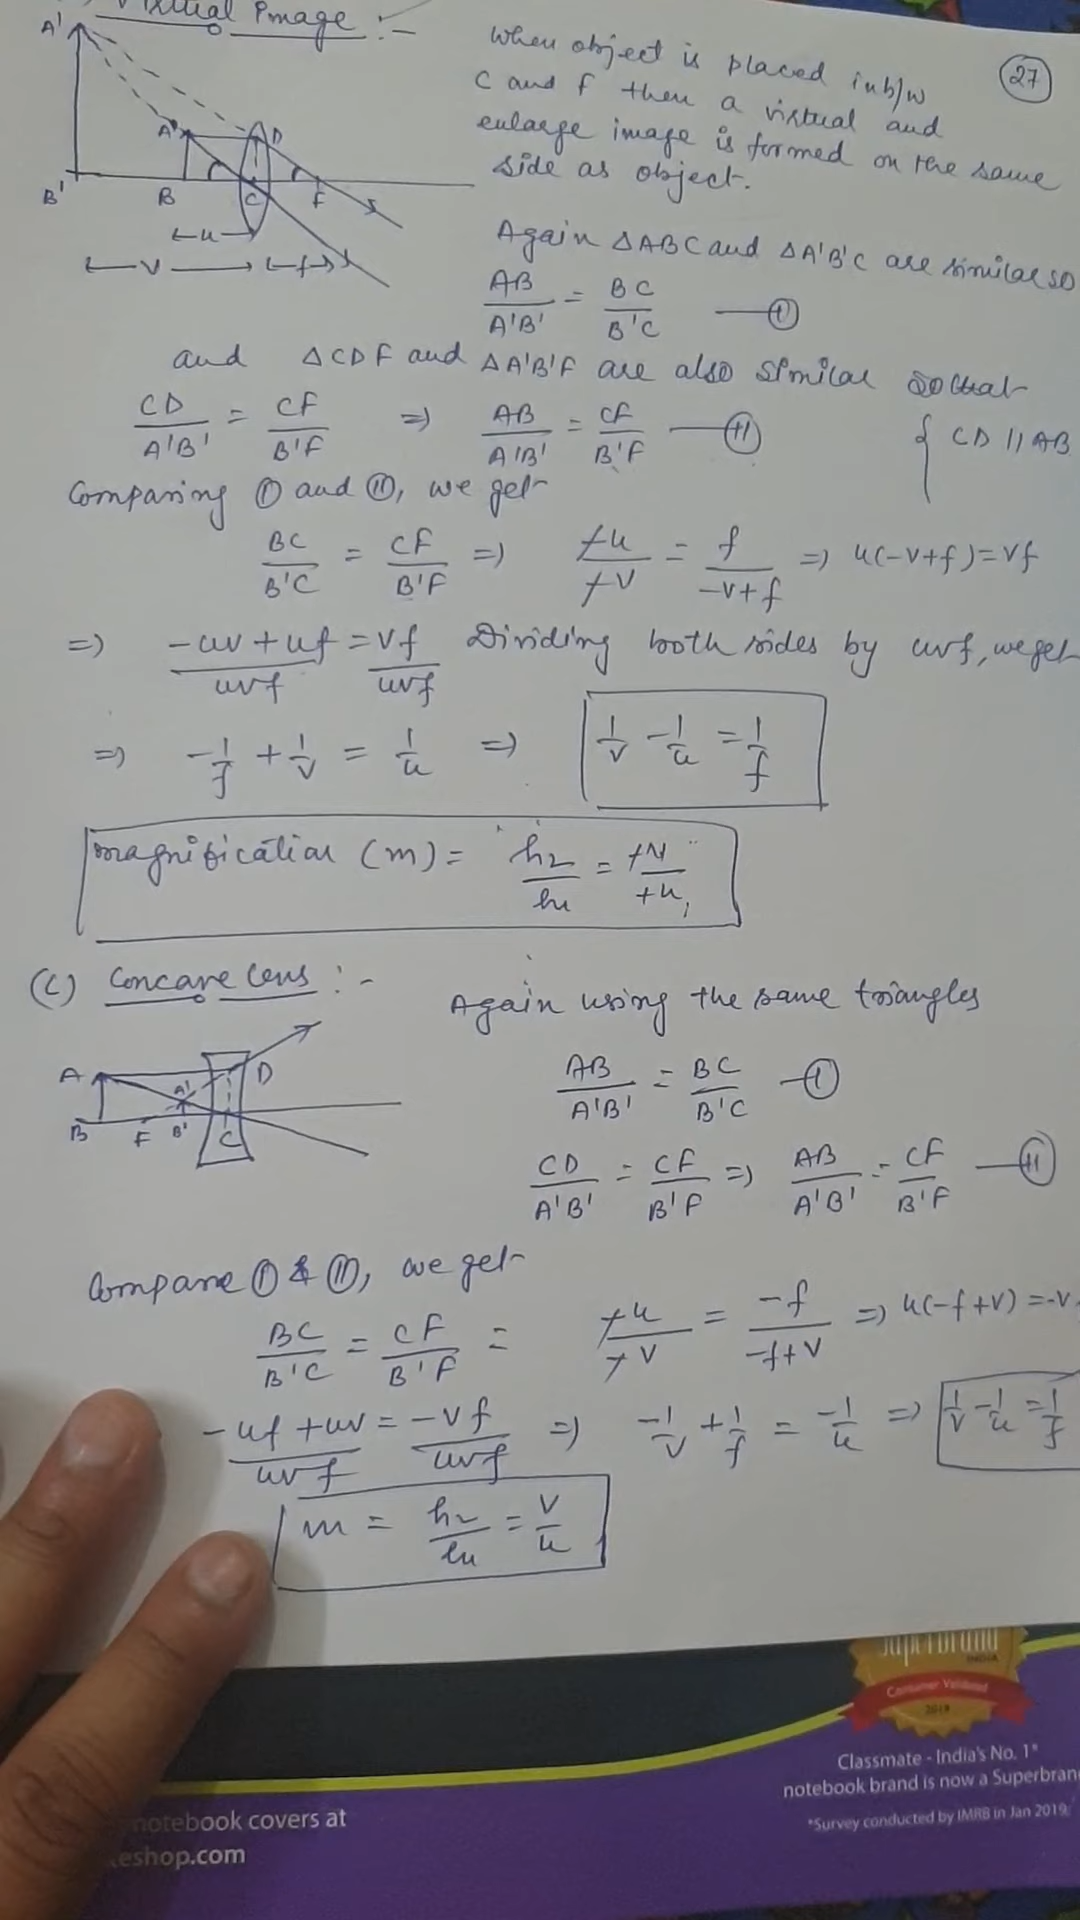 Virtual Image :-
27
When object is placed in b/w
C and f then a virtual and
enlarge image is formed on the same
side as object.
A'
A
D
B'
B
C
F
u
v
f
Again ΔABC and ΔA'B'C are similar so
AB/A'B' = BC/B'C —(I)
and ΔCDF and ΔA'B'F are also similar so that
CD/A'B' = CF/B'F ⇒ AB/A'B' = CF/B'F —(II) { CD || AB
Comparing (I) and (II), we get
BC/B'C = CF/B'F ⇒ +u/+v = f/-v+f ⇒ u(-v+f)=vf
⇒ -uv+uf/uvf = vf/uvf Dividing both sides by uvf, we get
⇒ -1/f + 1/v = 1/u ⇒ 1/v - 1/u = 1/f
magnification (m) = h2/h1 = +v/+u
(C) Concave lens :-
Again using the same triangles
A
A'
D
B
F
B'
C
AB/A'B' = BC/B'C —(I)
CD/A'B' = CF/B'F ⇒ AB/A'B' = CF/B'F —(II)
Compare (I) & (II), we get
BC/B'C = CF/B'F = +u/+v = -f/-f+v ⇒ u(-f+v)=-v
-uf+uv/uvf = -vf/uvf ⇒ -1/v + 1/f = -1/u ⇒ 1/v - 1/u = 1/f
m = h2/h1 = v/u
Superbrand
INDIA
Consumer Validated
2019
Classmate - India's No. 1*
notebook brand is now a Superbran
*Survey conducted by IMRB in Jan 2019.
notebook covers at
eshop.com